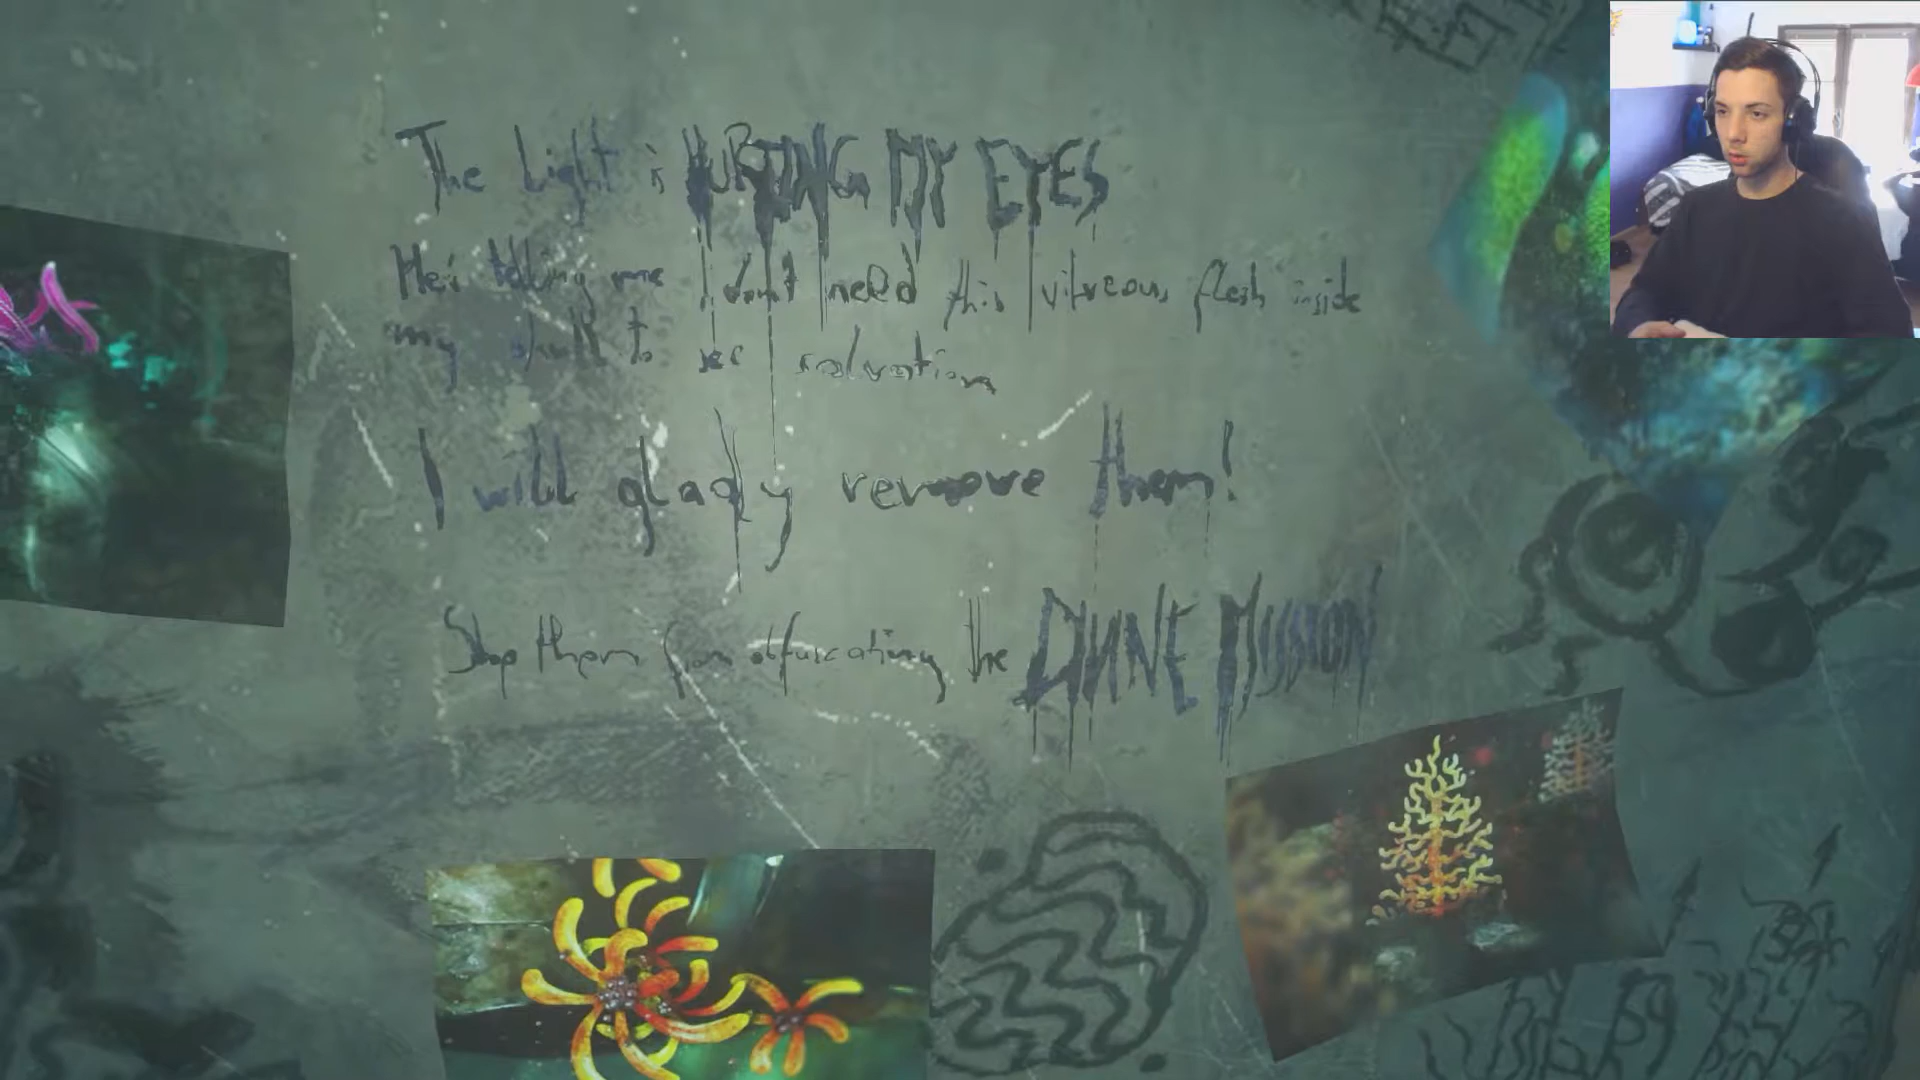 The Light is HURTING MY EYES
He's telling me I don't need this vitreous flesh inside
my skull to see salvation
I will gladly remove them!
Stop them from obfuscating the DIVINE MISSION